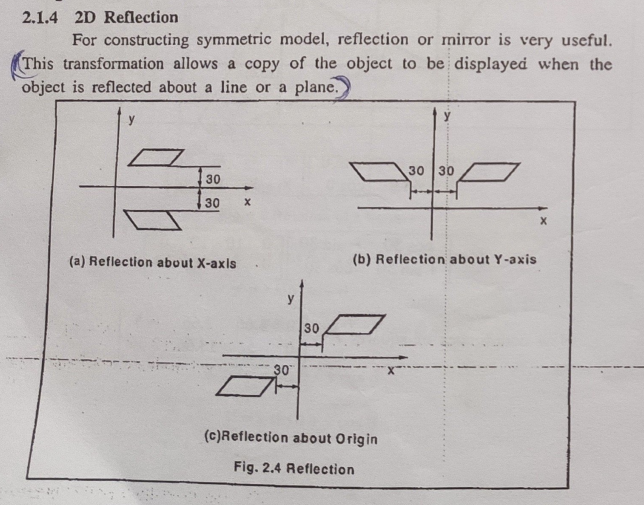 2.1.4 2D Reflection
For constructing symmetric model, reflection or mirror is very useful.
This transformation allows a copy of the object to be displayed when the
object is reflected about a line or a plane.
y
30
30
x
(a) Reflection about X-axis
y
30 30
x
(b) Reflection about Y-axis
y
30
30
x
(c)Reflection about Origin
Fig. 2.4 Reflection